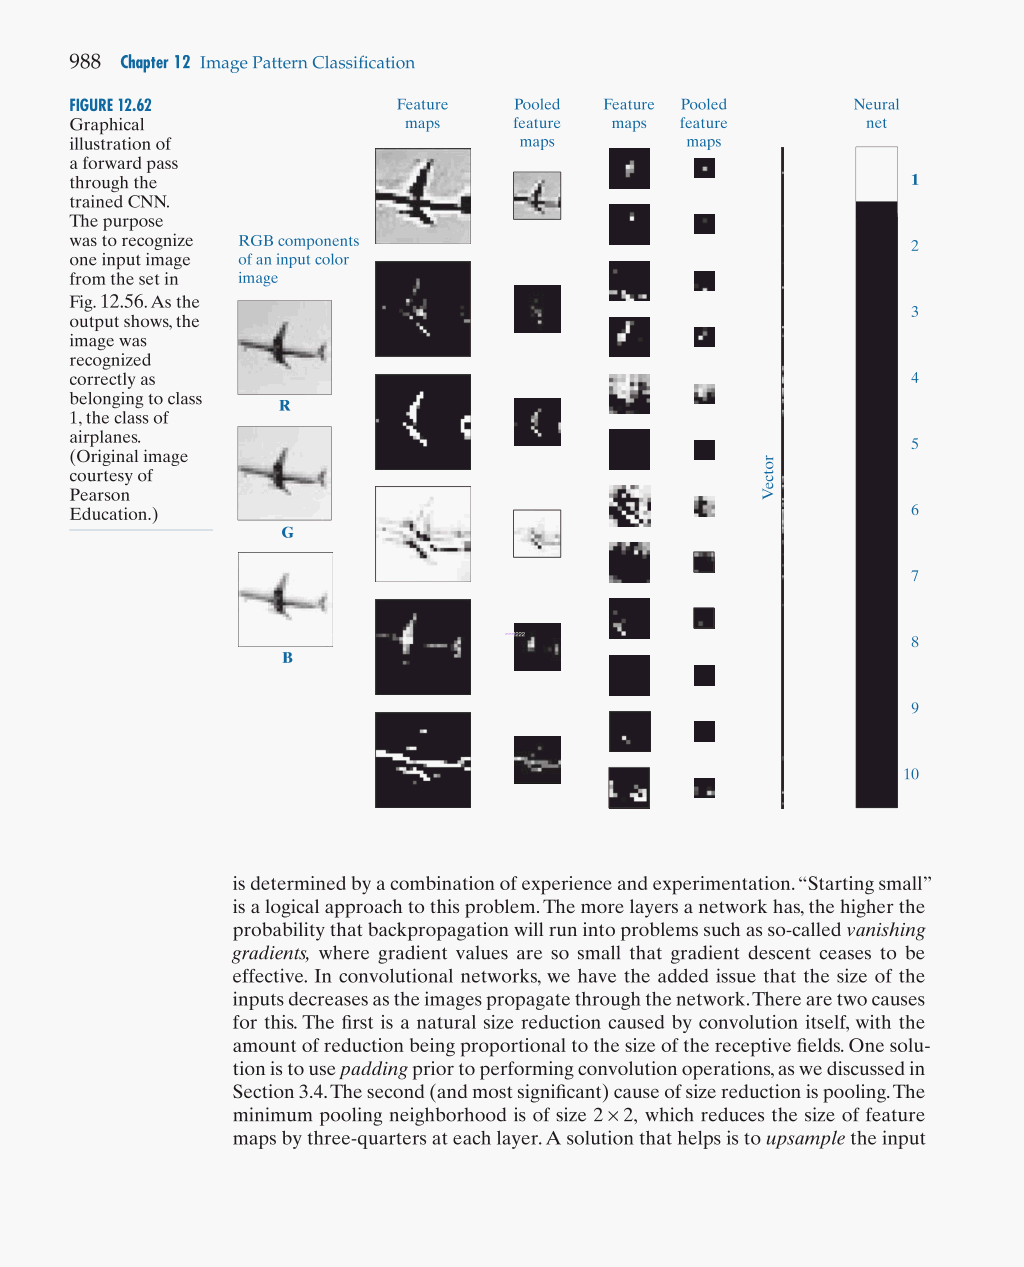 988 Chapter 12 Image Pattern Classification
FIGURE 12.62
Graphical
illustration of
a forward pass
through the
trained CNN.
The purpose
was to recognize
one input image
from the set in
Fig. 12.56. As the
output shows, the
image was
recognized
correctly as
belonging to class
1, the class of
airplanes.
(Original image
courtesy of
Pearson
Education.)
RGB components
of an input color
image
R
G
B
Feature
maps
Pooled
feature
maps
Feature
maps
Pooled
feature
maps
Vector
Neural
net
1
2
3
4
5
6
7
8
9
10
is determined by a combination of experience and experimentation. “Starting small”
is a logical approach to this problem. The more layers a network has, the higher the
probability that backpropagation will run into problems such as so-called vanishing
gradients, where gradient values are so small that gradient descent ceases to be
effective. In convolutional networks, we have the added issue that the size of the
inputs decreases as the images propagate through the network. There are two causes
for this. The first is a natural size reduction caused by convolution itself, with the
amount of reduction being proportional to the size of the receptive fields. One solu-
tion is to use padding prior to performing convolution operations, as we discussed in
Section 3.4. The second (and most significant) cause of size reduction is pooling. The
minimum pooling neighborhood is of size 2 × 2, which reduces the size of feature
maps by three-quarters at each layer. A solution that helps is to upsample the input